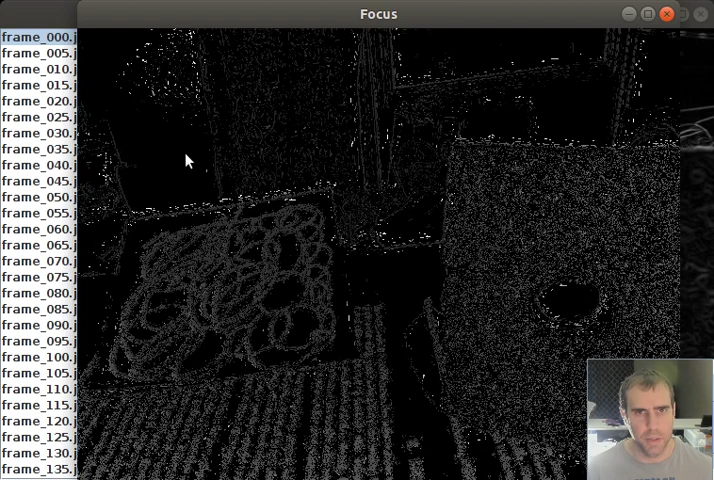 Focus
frame_000.j
frame_005.j
frame_010.j
frame_015.j
frame_020.j
frame_025.j
frame_030.j
frame_035.j
frame_040.j
frame_045.j
frame_050.j
frame_055.j
frame_060.j
frame_065.j
frame_070.j
frame_075.j
frame_080.j
frame_085.j
frame_090.j
frame_095.j
frame_100.j
frame_105.j
frame_110.j
frame_115.j
frame_120.j
frame_125.j
frame_130.j
frame_135.j